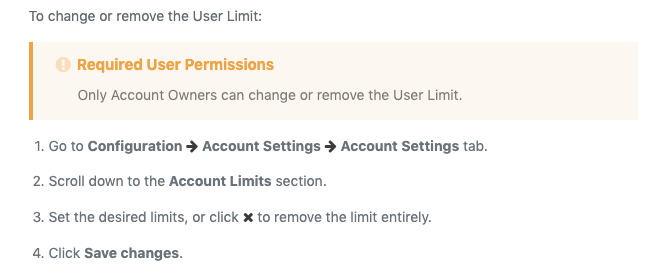 To change or remove the User Limit:
Required User Permissions
Only Account Owners can change or remove the User Limit.
1. Go to Configuration → Account Settings → Account Settings tab.
2. Scroll down to the Account Limits section.
3. Set the desired limits, or click ✖ to remove the limit entirely.
4. Click Save changes.